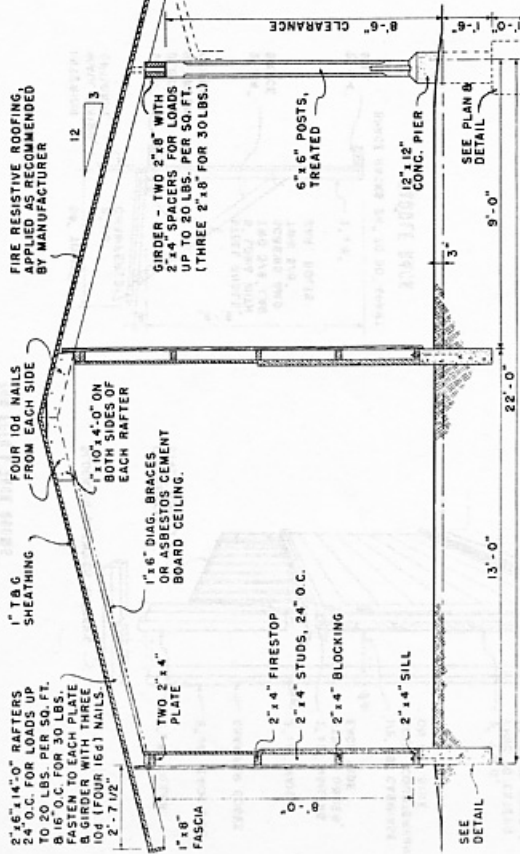 2"x6"x14'-0" RAFTERS
24" O.C. FOR LOADS UP
TO 20 LBS. PER SQ. FT.
& 16" O.C. FOR 30 LBS.
FASTEN TO EACH PLATE
& GIRDER WITH THREE
10d (FOUR 16d) NAILS.
2'-7 1/2"
1" T & G
SHEATHING
FOUR 10d NAILS
FROM EACH SIDE
FIRE RESISTIVE ROOFING,
APPLIED AS RECOMMENDED
BY MANUFACTURER
12
3
1"x10"x4'-0" ON
BOTH SIDES OF
EACH RAFTER
1"x6" DIAG. BRACES
OR ASBESTOS CEMENT
BOARD CEILING.
1"x8"
FASCIA
TWO 2"x4"
PLATE
GIRDER - TWO 2"x8" WITH
2"x4" SPACERS FOR LOADS
UP TO 20 LBS. PER SQ. FT.
(THREE 2"x8" FOR 30 LBS.)
8'-6"
CLEARANCE
2"x4" FIRESTOP
2"x4" STUDS, 24" O.C.
2"x4" BLOCKING
8'-0"
2"x4" SILL
6"x6" POSTS,
TREATED
12"x12"
CONC. PIER
3"
1'-6"
1'-0"
SEE
DETAIL
SEE PLAN &
DETAIL
13'-0"
9'-0"
22'-0"